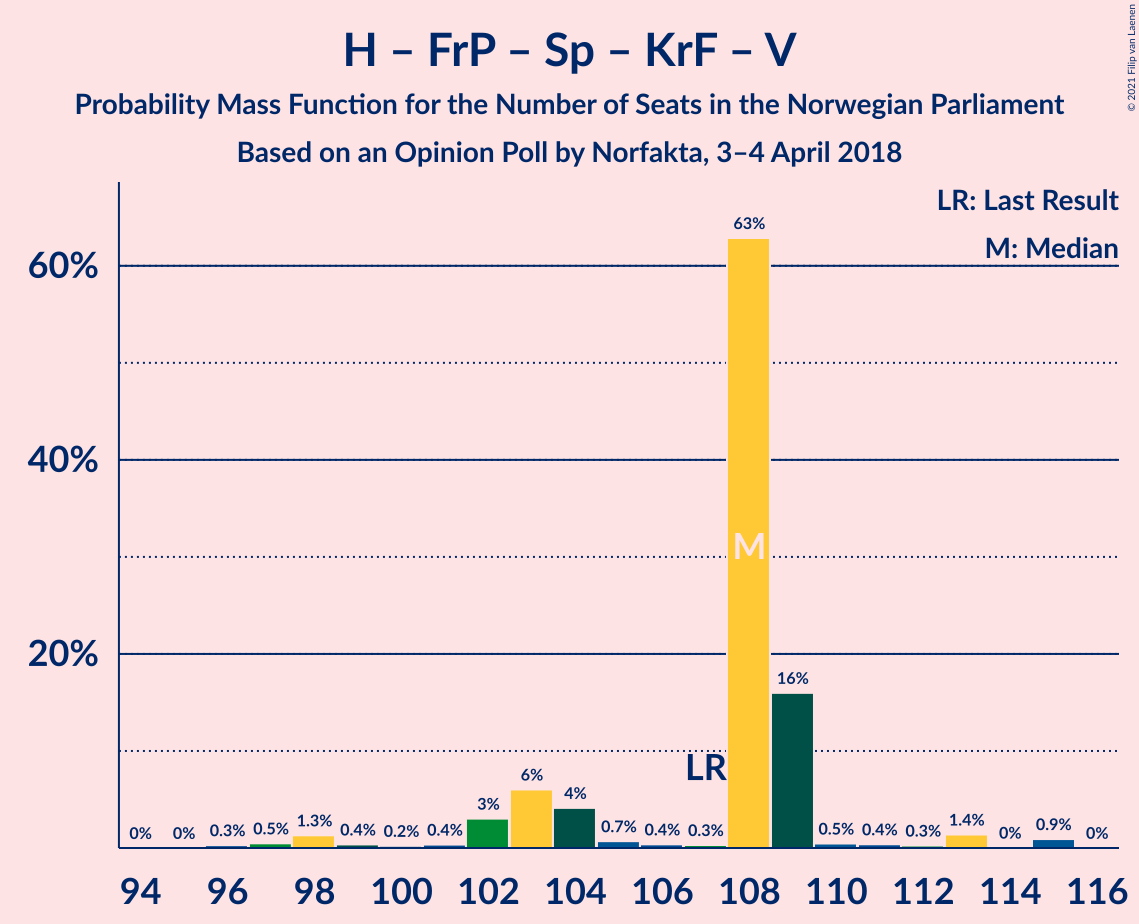 H – FrP – Sp – KrF – V
Probability Mass Function for the Number of Seats in the Norwegian Parliament
Based on an Opinion Poll by Norfakta, 3–4 April 2018
© 2021 Filip van Laenen
LR: Last Result
M: Median
60%
40%
20%
0% 0% 0.3% 0.5% 1.3% 0.4% 0.2% 0.4% 3% 6% 4% 0.7% 0.4% 0.3% 63% 16% 0.5% 0.4% 0.3% 1.4% 0% 0.9% 0%
LR
M
94 96 98 100 102 104 106 108 110 112 114 116